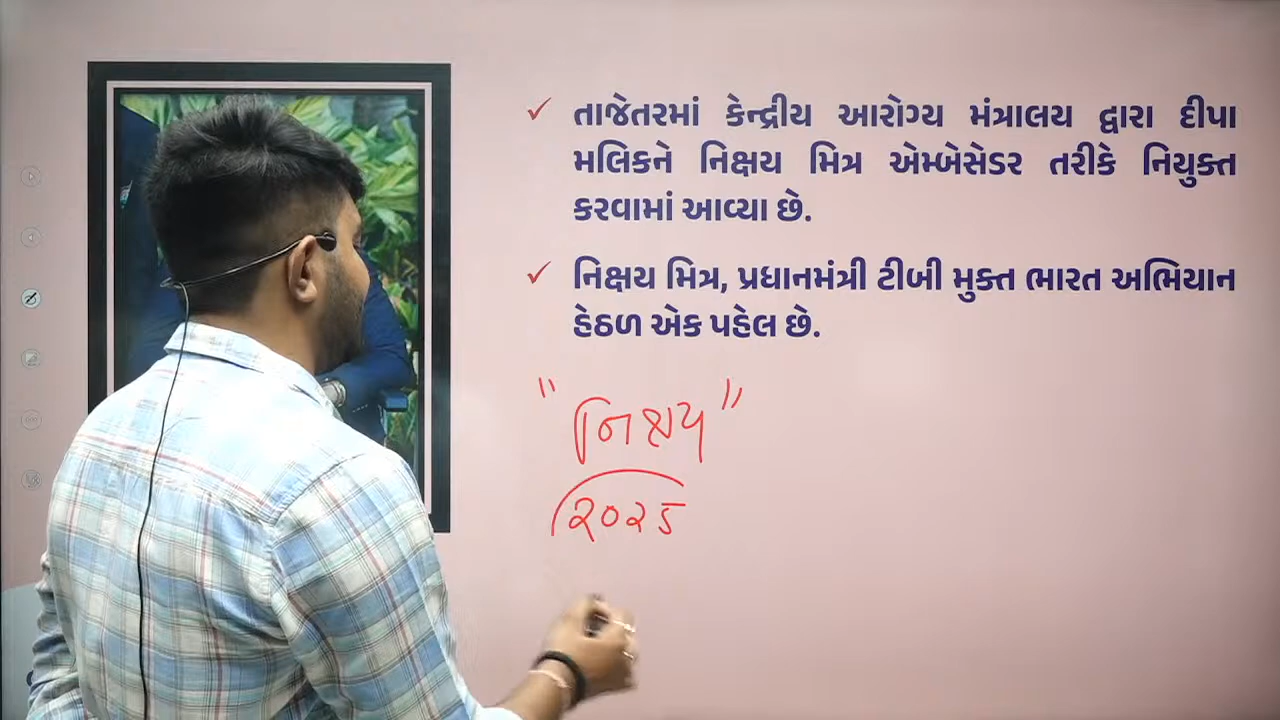 તાજેતરમાં કેન્દ્રીય આરોગ્ય મંત્રાલય દ્વારા દીપા
મલિકને નિક્ષય મિત્ર એમ્બેસેડર તરીકે નિયુક્ત
કરવામાં આવ્યા છે.
નિક્ષય મિત્ર, પ્રધાનમંત્રી ટીબી મુક્ત ભારત અભિયાન
હેઠળ એક પહેલ છે.
"નિક્ષય"
૨૦૨૫